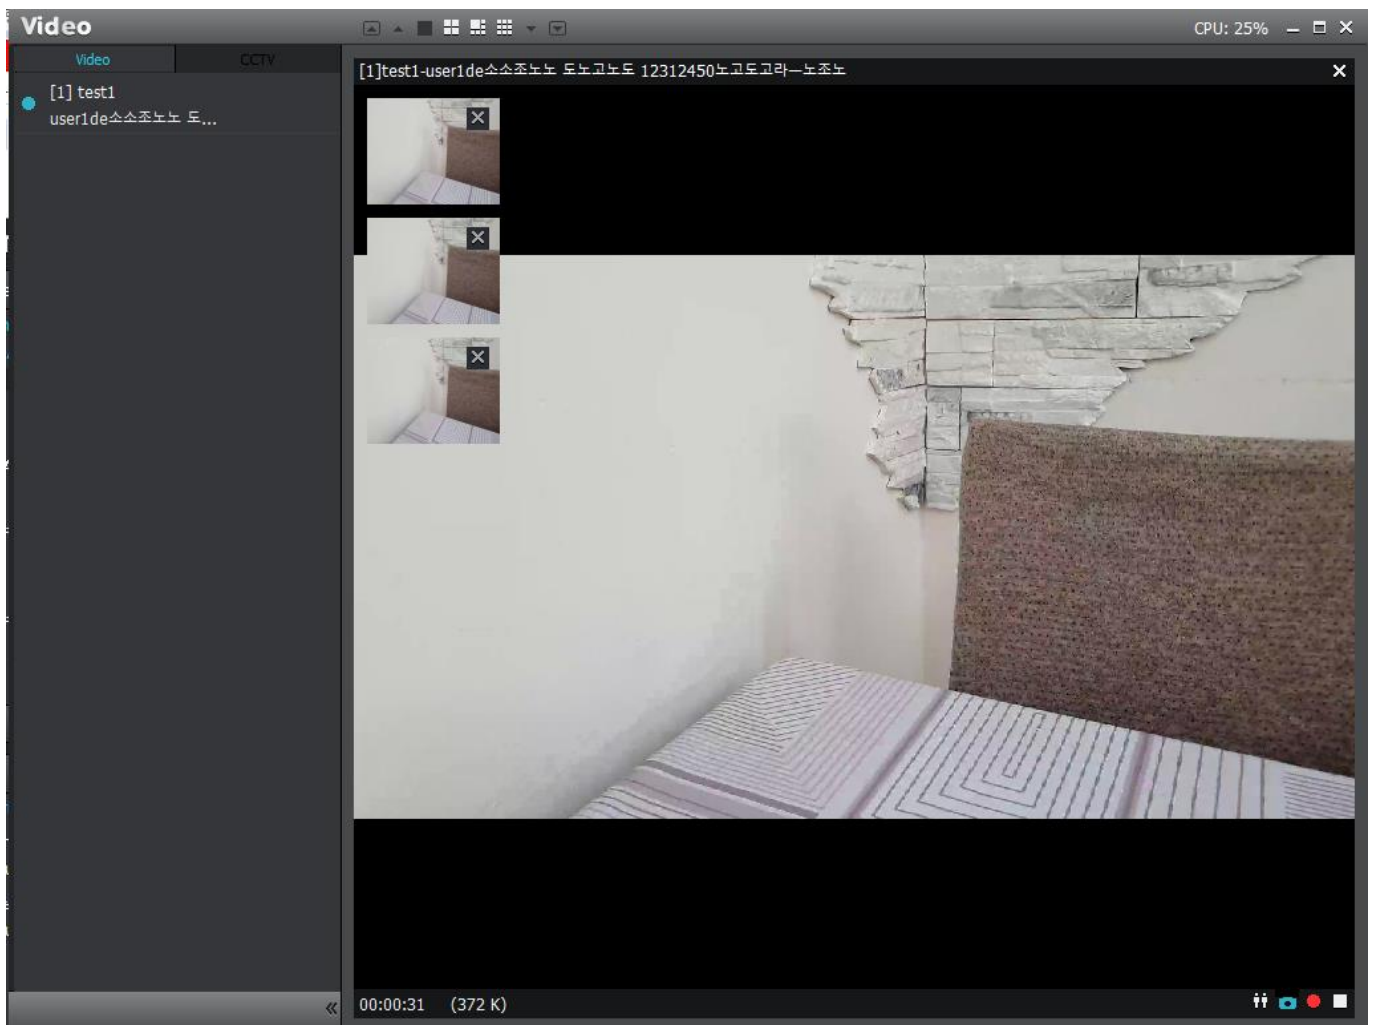 Video
CPU: 25%
Video
CCTV
[1] test1
user1de소소조노노 도...
[1]test1-user1de소소조노노 도노고노도 12312450노고도고라ㅡ노조노
00:00:31 (372 K)